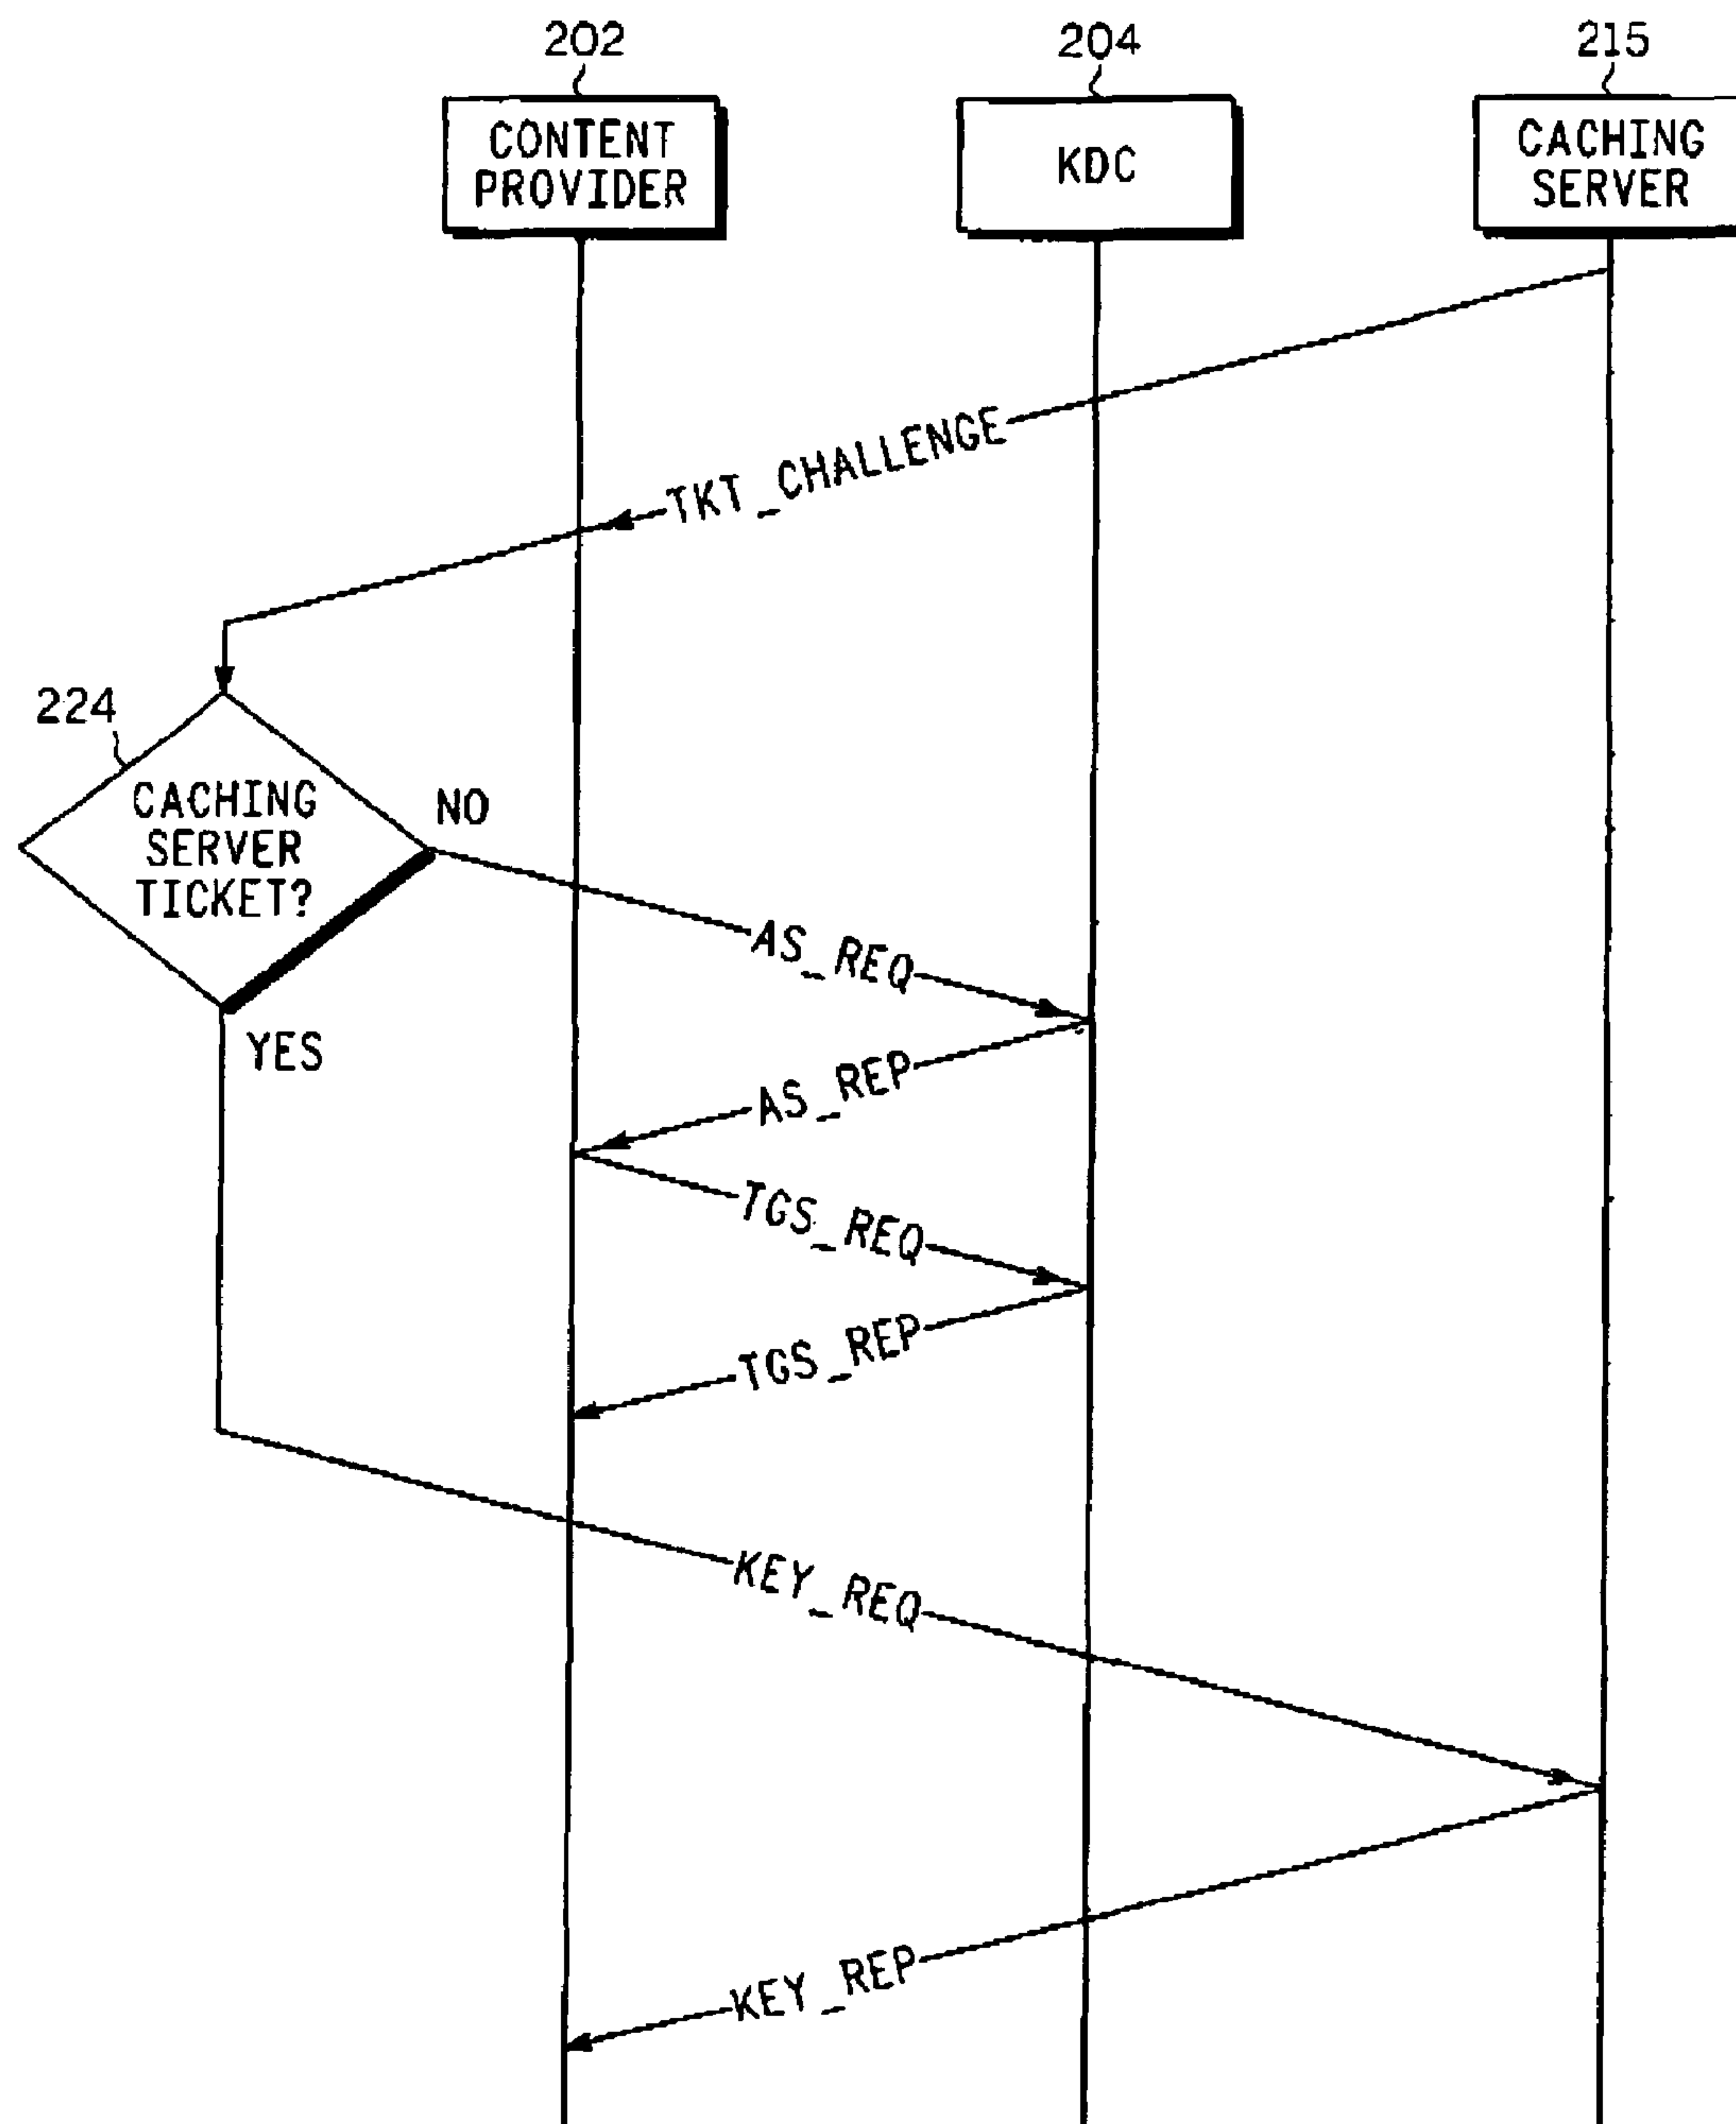 202
204
215
CONTENT
PROVIDER
KDC
CACHING
SERVER
TKT_CHALLENGE
224
CACHING
SERVER
TICKET?
NO
AS_REQ
YES
AS_REP
TGS_REQ
TGS_REP
KEY_REQ
KEY_REP